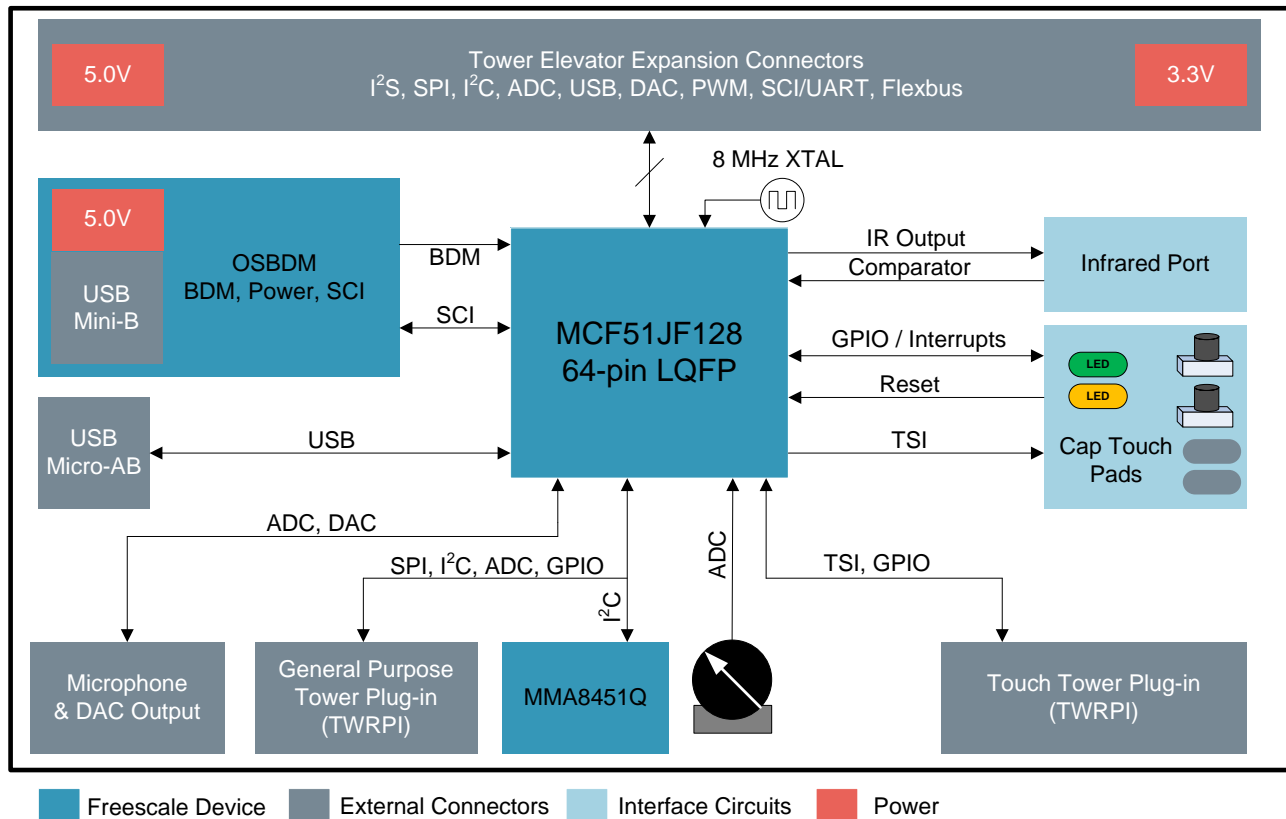 Tower Elevator Expansion Connectors
I²S, SPI, I²C, ADC, USB, DAC, PWM, SCI/UART, Flexbus
5.0V
3.3V
8 MHz XTAL
5.0V
USB
Mini-B
OSBDM
BDM, Power, SCI
BDM
SCI
MCF51JF128
64-pin LQFP
IR Output
Comparator
Infrared Port
GPIO / Interrupts
Reset
TSI
LED
LED
Cap Touch
Pads
USB
Micro-AB
USB
ADC, DAC
SPI, I²C, ADC, GPIO
I²C
ADC
TSI, GPIO
Microphone
& DAC Output
General Purpose
Tower Plug-in
(TWRPI)
MMA8451Q
Touch Tower Plug-in
(TWRPI)
Freescale Device
External Connectors
Interface Circuits
Power